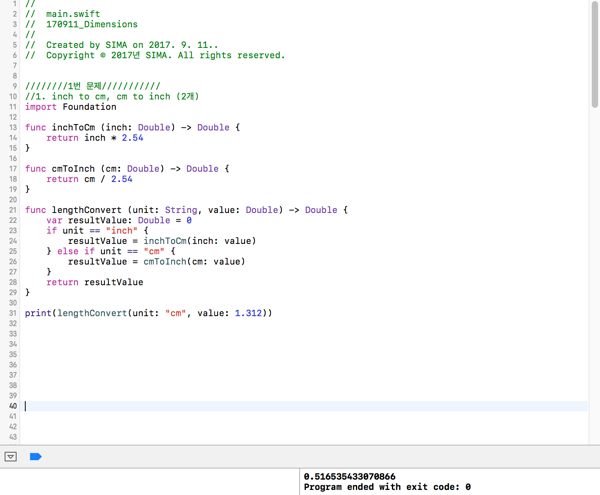 1 //
2 // main.swift
3 // 170911_Dimensions
4 //
5 // Created by SIMA on 2017. 9. 11..
6 // Copyright © 2017년 SIMA. All rights reserved.
7
8
9 ////////1번 문제///////////
10 //1. inch to cm, cm to inch (2개)
11 import Foundation
12
13 func inchToCm (inch: Double) -> Double {
14     return inch * 2.54
15 }
16
17 func cmToInch (cm: Double) -> Double {
18     return cm / 2.54
19 }
20
21 func lengthConvert (unit: String, value: Double) -> Double {
22     var resultValue: Double = 0
23     if unit == "inch" {
24         resultValue = inchToCm(inch: value)
25     } else if unit == "cm" {
26         resultValue = cmToInch(cm: value)
27     }
28     return resultValue
29 }
30
31 print(lengthConvert(unit: "cm", value: 1.312))
32
33
34
35
36
37
38
39
40
41
42
43
0.516535433070866
Program ended with exit code: 0